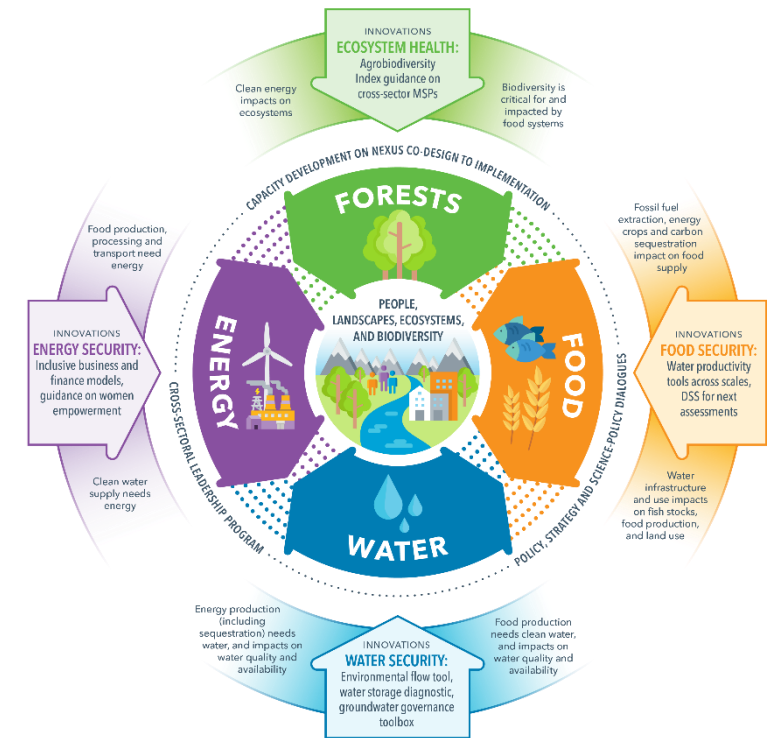 INNOVATIONS
ECOSYSTEM HEALTH:
Agrobiodiversity
Index guidance on
cross-sector MSPs
Clean energy
impacts on
ecosystems
Biodiversity is
critical for and
impacted by
food systems
CAPACITY DEVELOPMENT ON NEXUS CO-DESIGN TO IMPLEMENTATION
FORESTS
Food production,
processing and
transport need
energy
Fossil fuel
extraction, energy
crops and carbon
sequestration
impact on food
supply
PEOPLE,
LANDSCAPES, ECOSYSTEMS,
AND BIODIVERSITY
ENERGY
FOOD
INNOVATIONS
ENERGY SECURITY:
Inclusive business and
finance models,
guidance on women
empowerment
INNOVATIONS
FOOD SECURITY:
Water productivity
tools across scales,
DSS for next
assessments
CROSS-SECTORAL LEADERSHIP PROGRAM
POLICY, STRATEGY AND SCIENCE-POLICY DIALOGUES
Clean water
supply needs
energy
Water
infrastructure
and use impacts
on fish stocks,
food production,
and land use
WATER
Energy production
(including
sequestration) needs
water, and impacts on
water quality and
availability
INNOVATIONS
WATER SECURITY:
Environmental flow tool,
water storage diagnostic,
groundwater governance
toolbox
Food production
needs clean water,
and impacts on
water quality and
availability